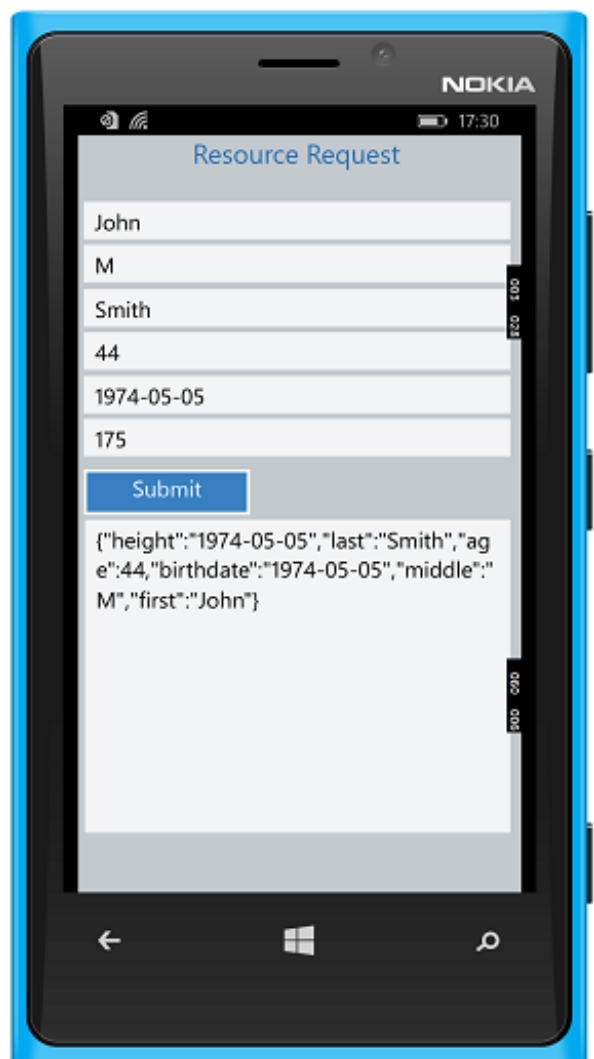 NOKIA
17:30
Resource Request
John
M
Smith
44
1974-05-05
175
Submit
{"height":"1974-05-05","last":"Smith","ag
e":44,"birthdate":"1974-05-05","middle":"
M","first":"John"}